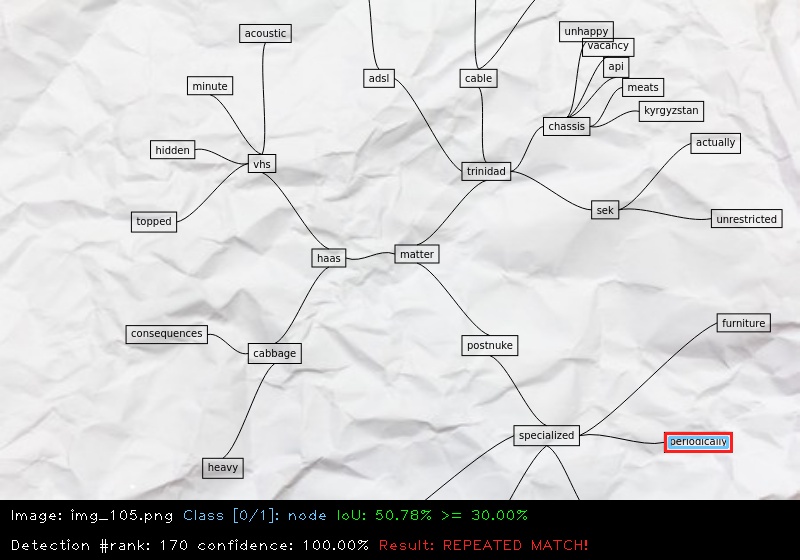 unhappy
acoustic
vacancy
api
adsl
cable
minute
meats
kyrgyzstan
chassis
actually
hidden
vhs
trinidad
sek
unrestricted
topped
matter
haas
furniture
consequences
postnuke
cabbage
specialized
periodically
heavy
Image: img_105.png Class [0/1]: node IoU: 50.78% >= 30.00%
Detection #rank: 170 confidence: 100.00% Result: REPEATED MATCH!